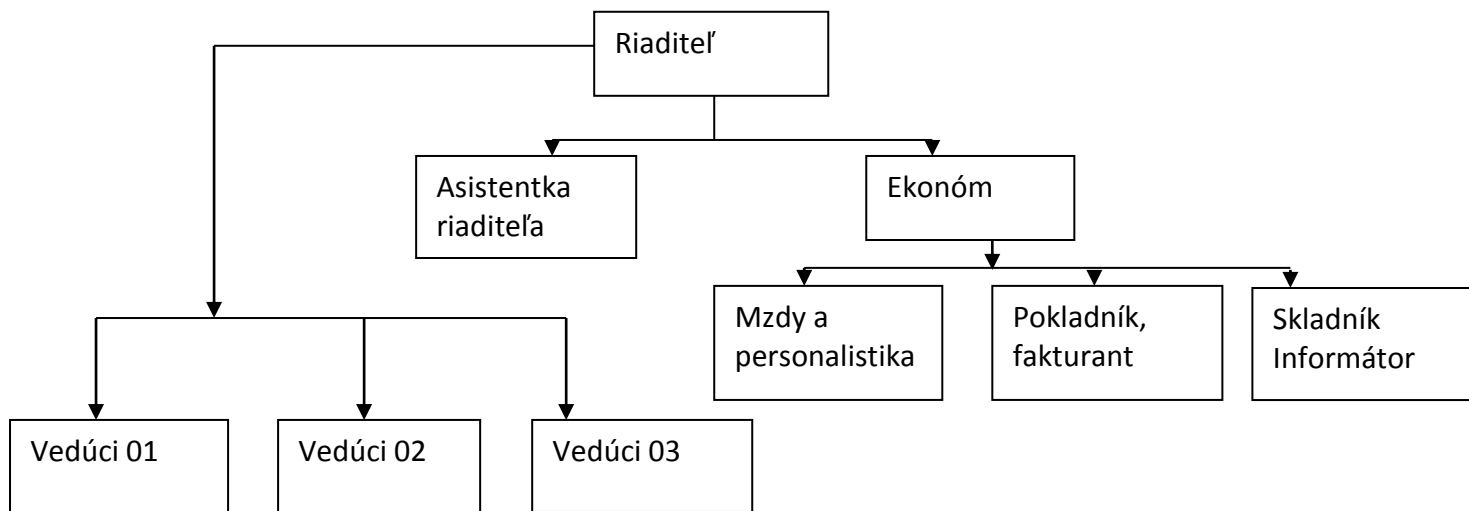 Riaditeľ
Asistentka
riaditeľa
Ekonóm
Mzdy a
personalistika
Pokladník,
fakturant
Skladník
Informátor
Vedúci 01
Vedúci 02
Vedúci 03